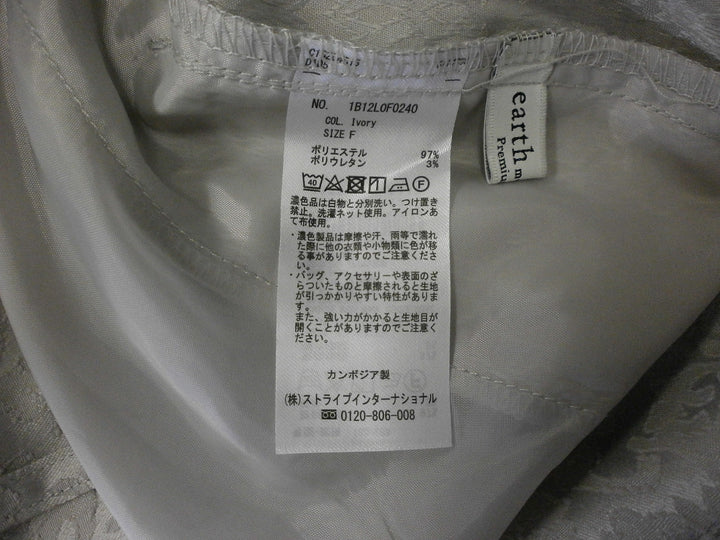 NO. 1B12L0F0240
COL. Ivory
SIZE F
ポリエステル 97%
ポリウレタン 3%
40
濃色品は白物と分別洗い。つけ置き
禁止。洗濯ネット使用。アイロンあ
て布使用。
・濃色製品は摩擦や汗、雨等で濡れ
た際に他の衣類や小物類に色が移
る事がありますのでご注意くださ
い。
・バッグ、アクセサリーや表面のざ
らついたものと摩擦されると生地
が引っかかりやすい特性がありま
す。
また、強い力がかかると生地目が
開くことがありますのでご注意くだ
さい。
カンボジア製
(株)ストライプインターナショナル
0120-806-008
earth m
Premiu